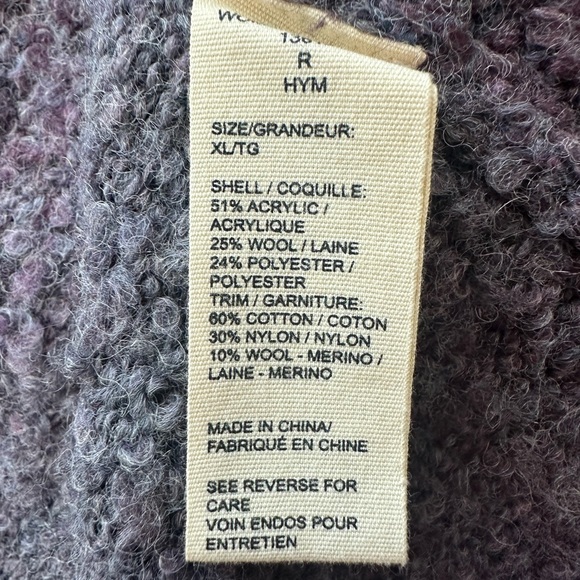 R
HYM
SIZE/GRANDEUR:
XL/TG
SHELL / COQUILLE:
51% ACRYLIC /
ACRYLIQUE
25% WOOL / LAINE
24% POLYESTER /
POLYESTER
TRIM / GARNITURE:
60% COTTON / COTON
30% NYLON / NYLON
10% WOOL - MERINO /
LAINE - MERINO
MADE IN CHINA/
FABRIQUÉ EN CHINE
SEE REVERSE FOR
CARE
VOIN ENDOS POUR
ENTRETIEN